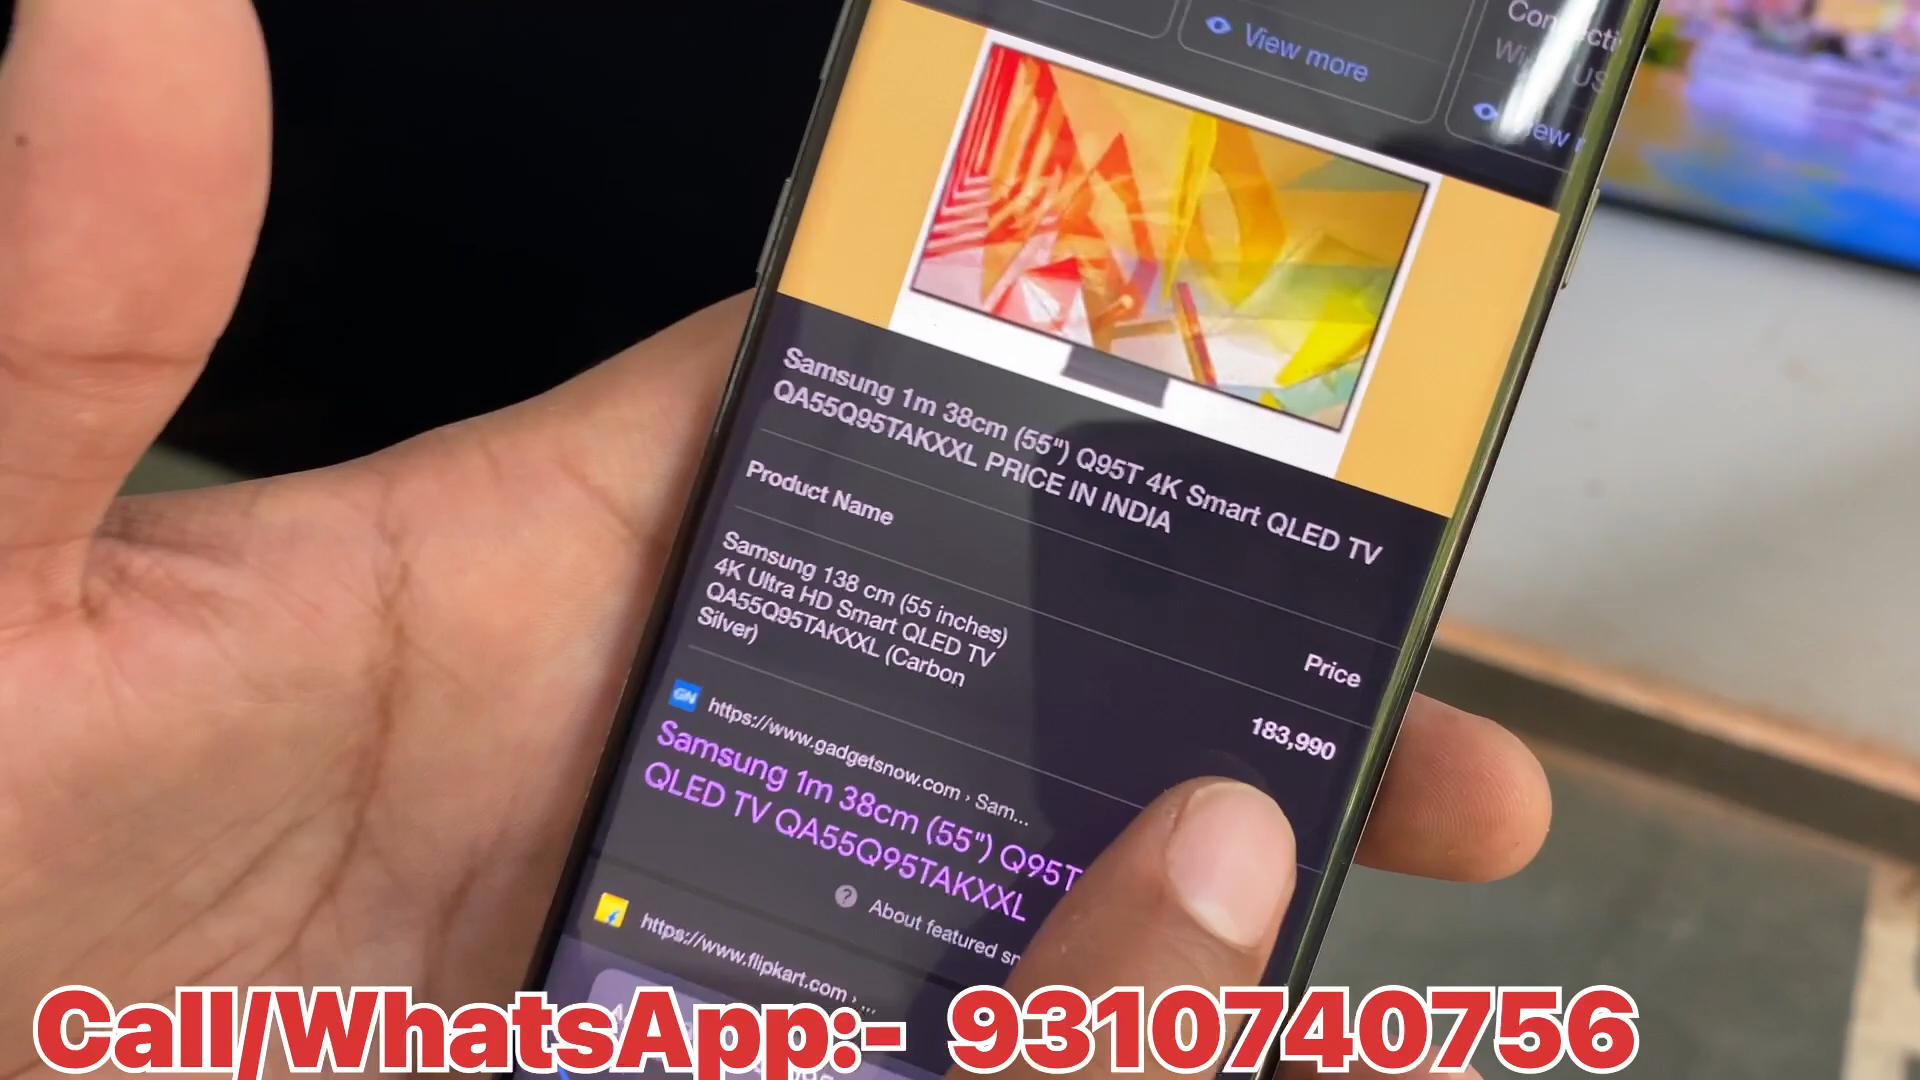 View more
Samsung 1m 38cm (55") Q95T 4K Smart QLED TV
QA55Q95TAKXXL PRICE IN INDIA
Product Name
Price
Samsung 138 cm (55 inches)
4K Ultra HD Smart QLED TV
QA55Q95TAKXXL (Carbon
Silver)
183,990
GN
https://www.gadgetsnow.com › Sam...
Samsung 1m 38cm (55") Q95T
QLED TV QA55Q95TAKXXL
About featured
https://www.flipkart.com › ...
Call/WhatsApp:- 9310740756